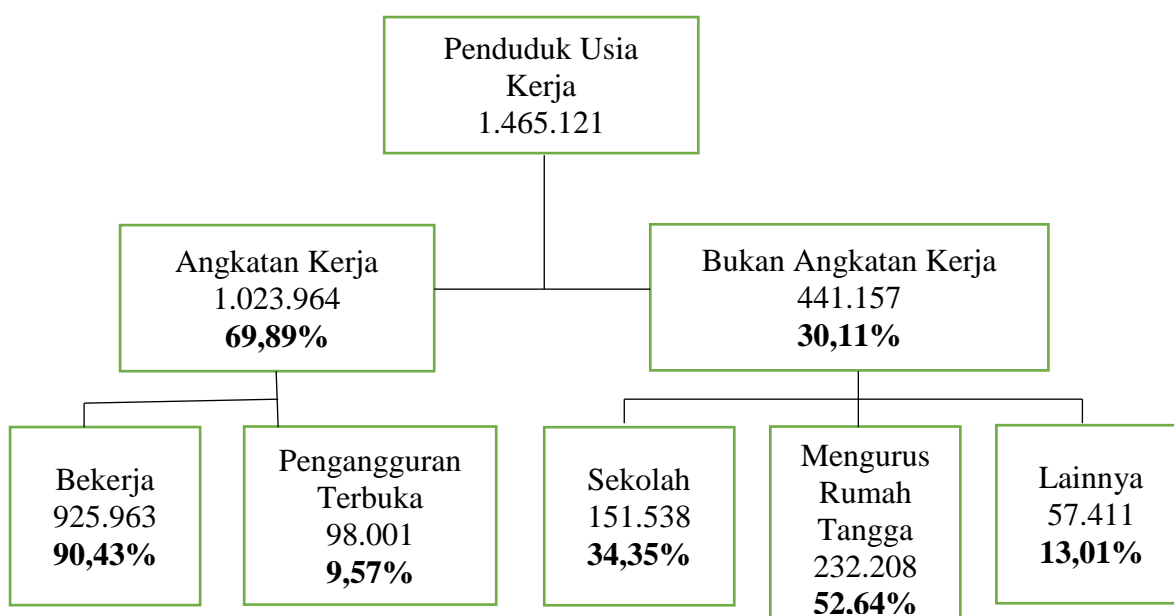 Penduduk Usia
Kerja
1.465.121
Angkatan Kerja
1.023.964
69,89%
Bukan Angkatan Kerja
441.157
30,11%
Bekerja
925.963
90,43%
Pengangguran
Terbuka
98.001
9,57%
Sekolah
151.538
34,35%
Mengurus
Rumah
Tangga
232.208
52,64%
Lainnya
57.411
13,01%